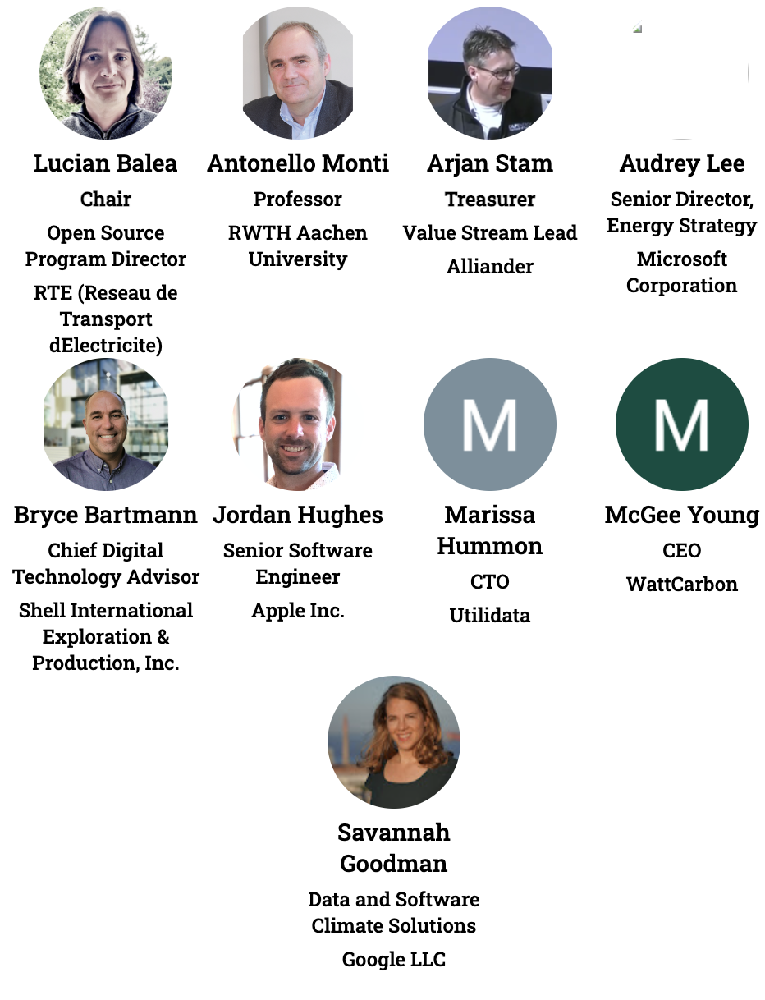 Lucian Balea
Chair
Open Source
Program Director
RTE (Reseau de
Transport
dElectricite)
Antonello Monti
Professor
RWTH Aachen
University
Arjan Stam
Treasurer
Value Stream Lead
Alliander
Audrey Lee
Senior Director,
Energy Strategy
Microsoft
Corporation
Bryce Bartmann
Chief Digital
Technology Advisor
Shell International
Exploration &
Production, Inc.
Jordan Hughes
Senior Software
Engineer
Apple Inc.
M
Marissa
Hummon
CTO
Utilidata
M
McGee Young
CEO
WattCarbon
Savannah
Goodman
Data and Software
Climate Solutions
Google LLC